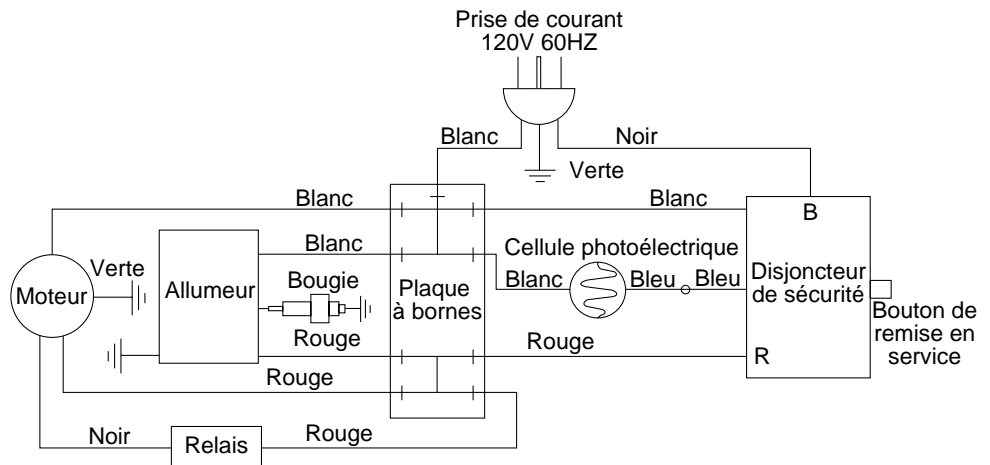 Prise de courant
120V 60HZ
Blanc
Noir
Verte
Blanc
Blanc
B
Blanc
Cellule photoélectrique
Verte
Moteur
Allumeur
Bougie
Plaque
à bornes
Blanc
Bleu
Bleu
Disjoncteur
de sécurité
Bouton de
remise en
service
Rouge
Rouge
R
Rouge
Noir
Relais
Rouge